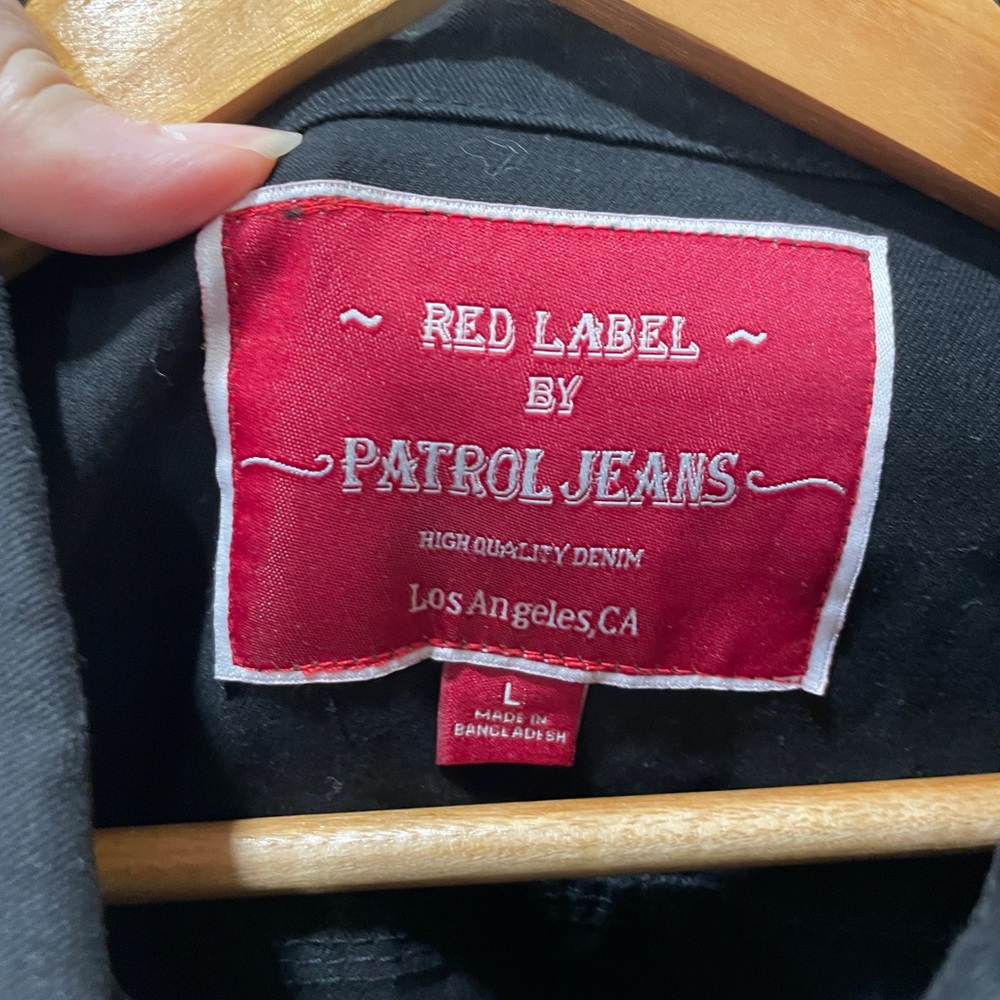 ~ RED LABEL ~
BY
PATROL JEANS
HIGH QUALITY DENIM
Los Angeles, CA
L
MADE IN
BANGLADESH